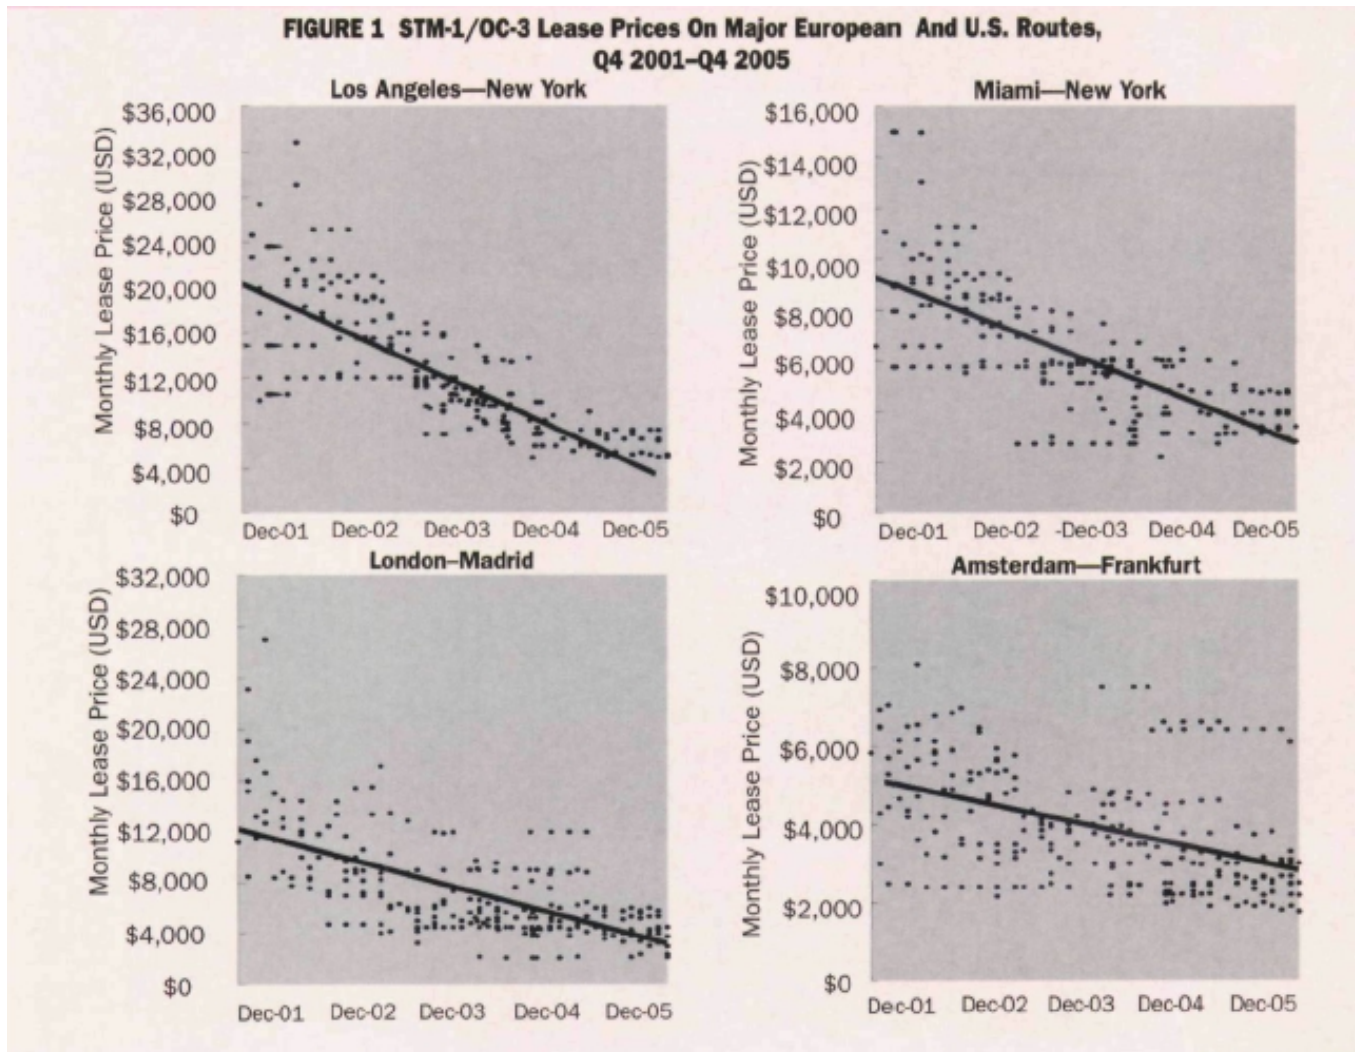 FIGURE 1 STM-1/OC-3 Lease Prices On Major European And U.S. Routes,
Q4 2001–Q4 2005
Los Angeles—New York
Monthly Lease Price (USD)
$36,000
$32,000
$28,000
$24,000
$20,000
$16,000
$12,000
$8,000
$4,000
$0
Dec-01 Dec-02 Dec-03 Dec-04 Dec-05
Miami—New York
Monthly Lease Price (USD)
$16,000
$14,000
$12,000
$10,000
$8,000
$6,000
$4,000
$2,000
$0
Dec-01 Dec-02 -Dec-03 Dec-04 Dec-05
London–Madrid
Monthly Lease Price (USD)
$32,000
$28,000
$24,000
$20,000
$16,000
$12,000
$8,000
$4,000
$0
Dec-01 Dec-02 Dec-03 Dec-04 Dec-05
Amsterdam—Frankfurt
Monthly Lease Price (USD)
$10,000
$8,000
$6,000
$4,000
$2,000
$0
Dec-01 Dec-02 Dec-03 Dec-04 Dec-05